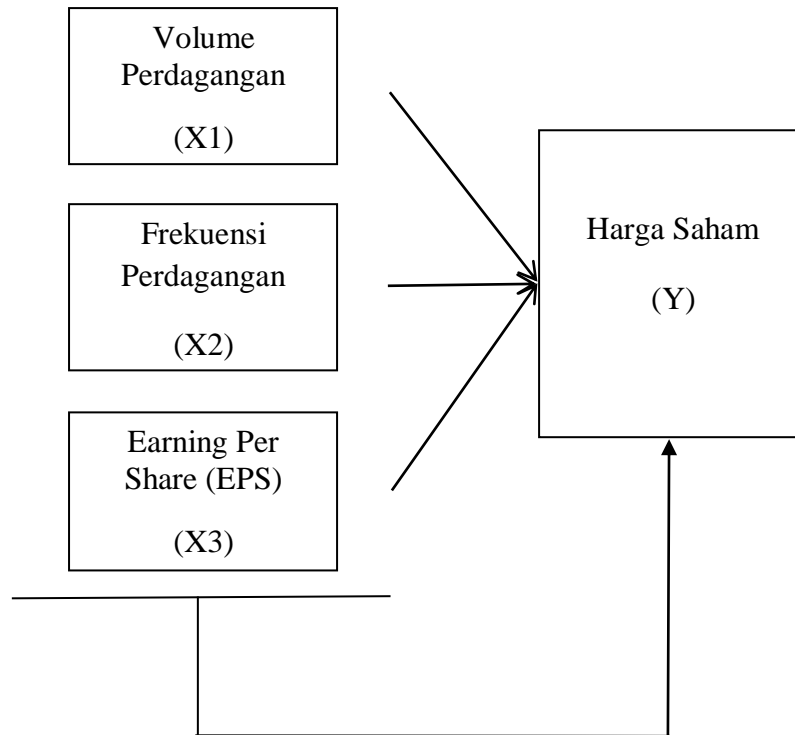 Volume
Perdagangan
(X1)
Frekuensi
Perdagangan
(X2)
Earning Per
Share (EPS)
(X3)
Harga Saham
(Y)